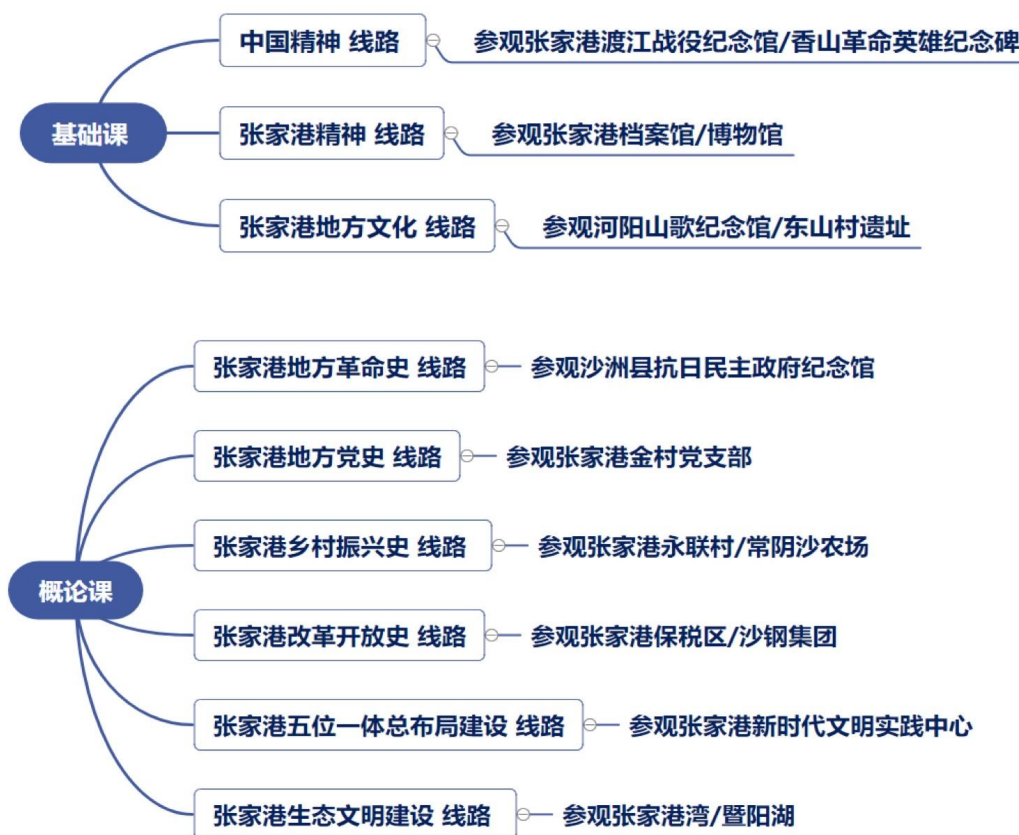 中国精神 线路 参观张家港渡江战役纪念馆/香山革命英雄纪念碑
基础课 张家港精神 线路 参观张家港档案馆/博物馆
张家港地方文化 线路 参观河阳山歌纪念馆/东山村遗址
张家港地方革命史 线路 参观沙洲县抗日民主政府纪念馆
张家港地方党史 线路 参观张家港金村党支部
张家港乡村振兴史 线路 参观张家港永联村/常阴沙农场
概论课
张家港改革开放史 线路 参观张家港保税区/沙钢集团
张家港五位一体总布局建设 线路 参观张家港新时代文明实践中心
张家港生态文明建设 线路 参观张家港湾/暨阳湖